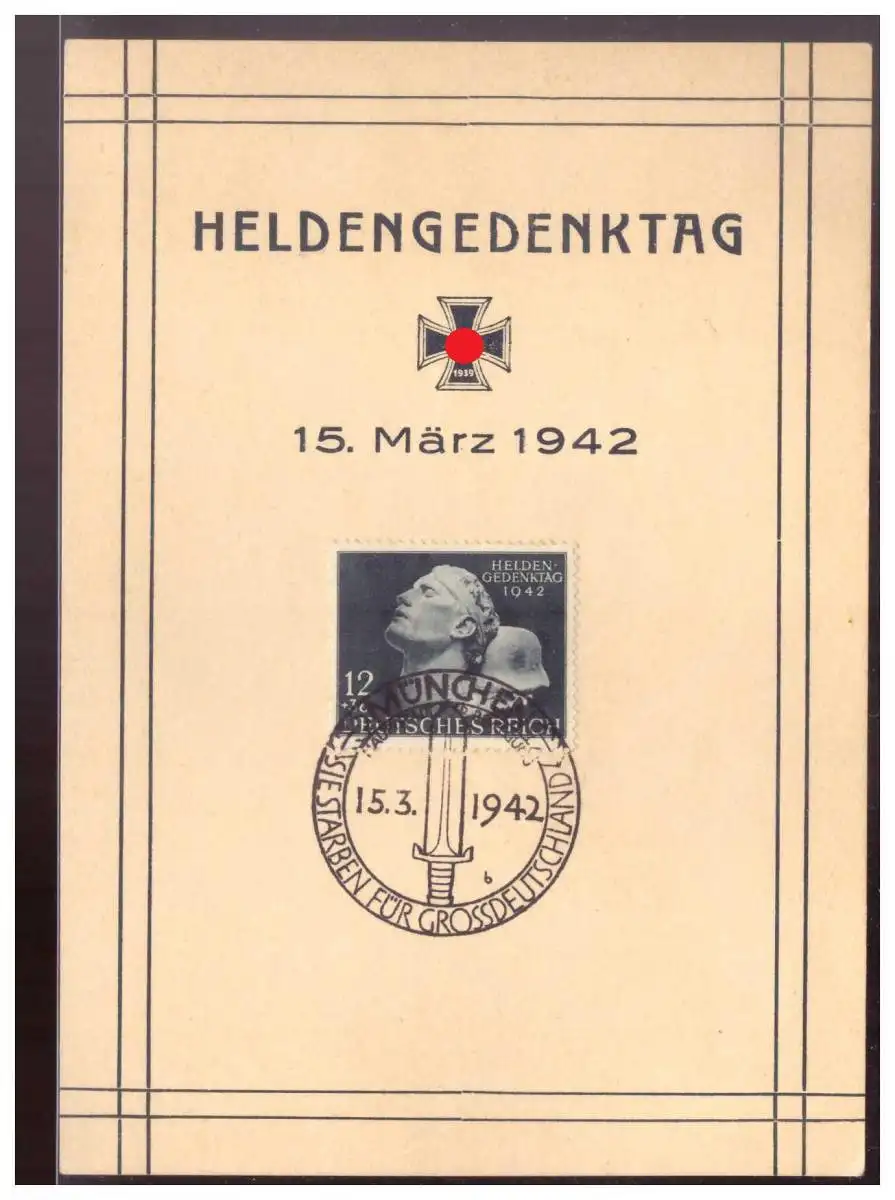 HELDENGEDENKTAG
1939
15. März 1942
HELDEN-
GEDENKTAG
1942
12
DEUTSCHES REICH
MÜNCHEN
15.3. 1942
b
SIE STARBEN FÜR GROSSDEUTSCHLAND